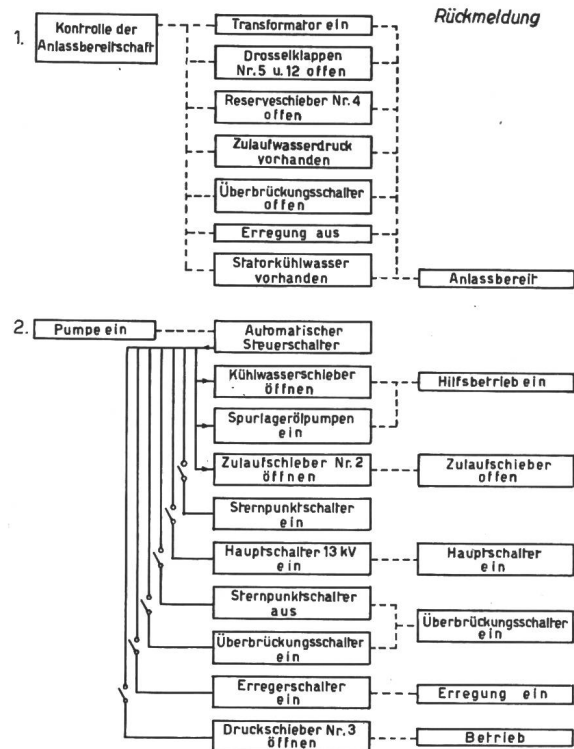 Rückmeldung
1.
Kontrolle der
Anlassbereitschaft
Transformator ein
Drosselklappen
Nr. 5 u. 12 offen
Reserveschieber Nr. 4
offen
Zulaufwasserdruck
vorhanden
Überbrückungsschalter
offen
Erregung aus
Statorkühlwasser
vorhanden
Anlassbereit
2.
Pumpe ein
Automatischer
Steuerschalter
Kühlwasserschieber
öffnen
Hilfsbetrieb ein
Spurlagerölpumpen
ein
Zulaufschieber Nr. 2
öffnen
Zulaufschieber
offen
Sternpunktschalter
ein
Hauptschalter 13 kV
ein
Hauptschalter
ein
Sternpunktschalter
aus
Überbrückungsschalter
ein
Überbrückungsschalter
ein
Erregerschalter
ein
Erregung ein
Druckschieber Nr. 3
öffnen
Betrieb